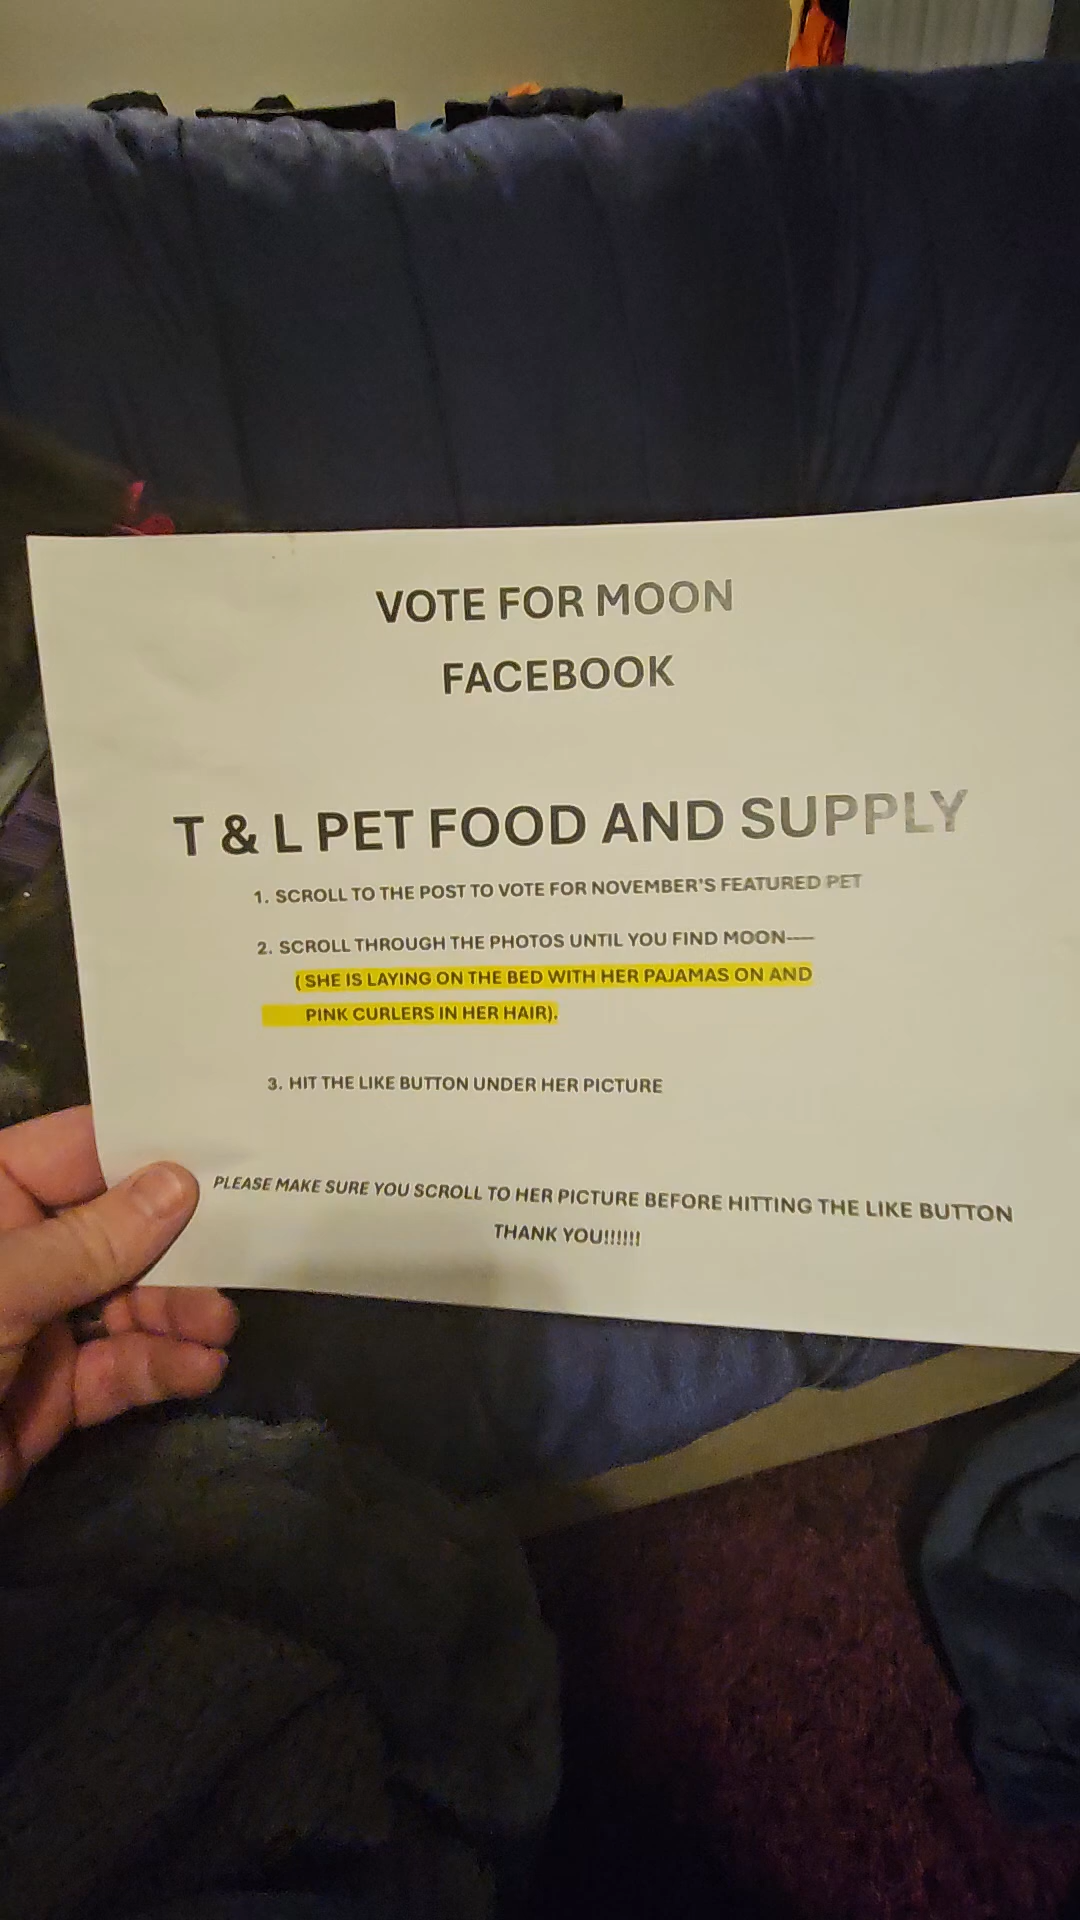 VOTE FOR MOON
FACEBOOK
T & L PET FOOD AND SUPPLY
1. SCROLL TO THE POST TO VOTE FOR NOVEMBER'S FEATURED PET
2. SCROLL THROUGH THE PHOTOS UNTIL YOU FIND MOON----
( SHE IS LAYING ON THE BED WITH HER PAJAMAS ON AND
PINK CURLERS IN HER HAIR).
3. HIT THE LIKE BUTTON UNDER HER PICTURE
PLEASE MAKE SURE YOU SCROLL TO HER PICTURE BEFORE HITTING THE LIKE BUTTON
THANK YOU!!!!!!